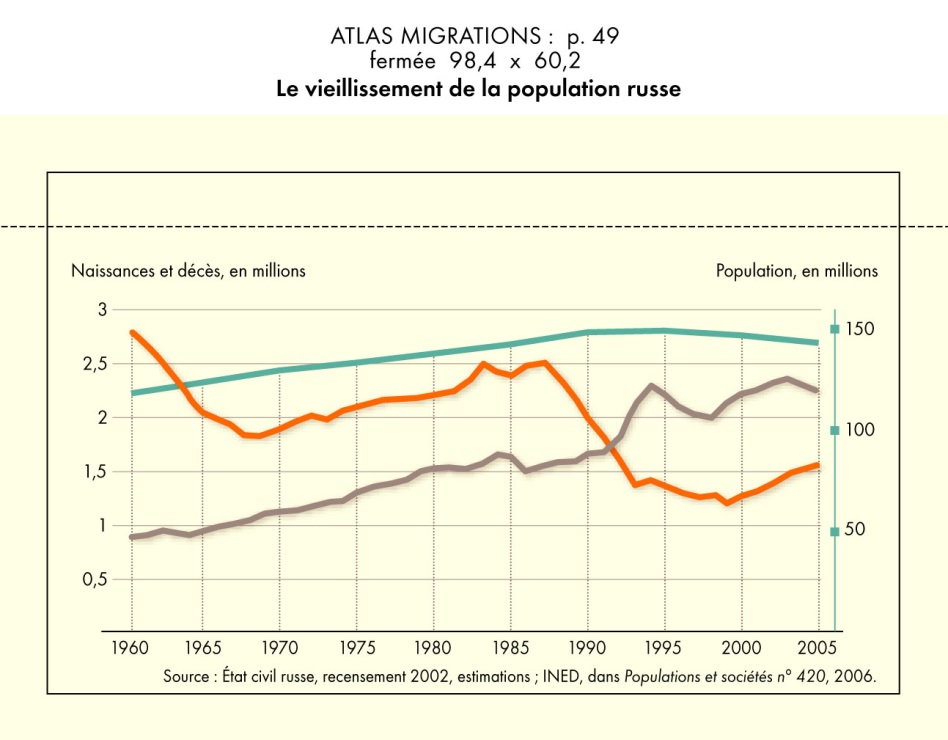 ATLAS MIGRATIONS : p. 49
fermée 98,4 x 60,2
Le vieillissement de la population russe
Naissances et décès, en millions
Population, en millions
3
2,5
2
1,5
1
0,5
150
100
50
1960 1965 1970 1975 1980 1985 1990 1995 2000 2005
Source : État civil russe, recensement 2002, estimations ; INED, dans Populations et sociétés n° 420, 2006.